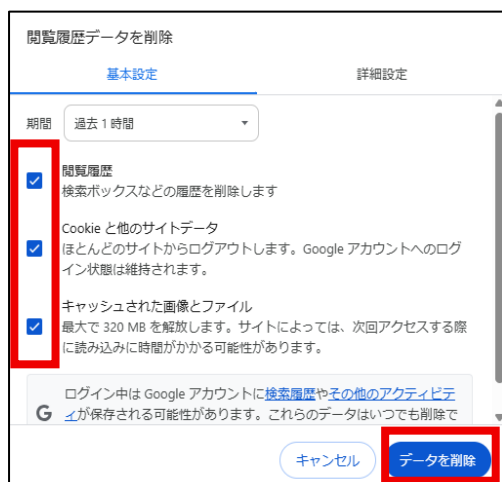 閲覧履歴データを削除
基本設定 詳細設定
期間 過去 1 時間
閲覧履歴
検索ボックスなどの履歴を削除します
Cookie と他のサイトデータ
ほとんどのサイトからログアウトします。Google アカウントへのログ
イン状態は維持されます。
キャッシュされた画像とファイル
最大で 320 MB を解放します。サイトによっては、次回アクセスする際
に読み込みに時間がかかる可能性があります。
ログイン中は Google アカウントに検索履歴やその他のアクティビテ
G ィが保存される可能性があります。これらのデータはいつでも削除で
キャンセル データを削除